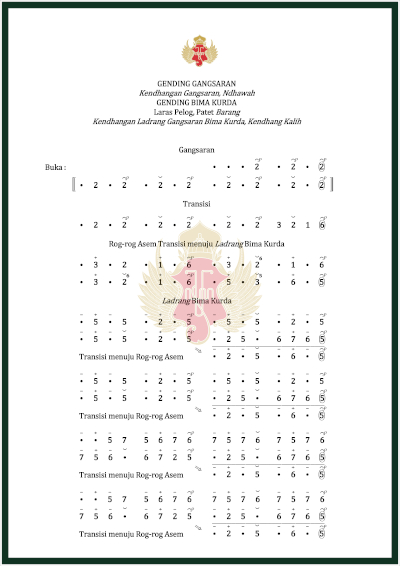 GENDING GANGSARAN
Kendhangan Gangsaran, Ndhawah
GENDING BIMA KURDA
Laras Pelog, Patet Barang
Kendhangan Ladrang Gangsaran Bima Kurda, Kendhang Kalih
Gangsaran
Buka : • • • 2 • 2 • ②
• 2 • 2 • 2 • 2 • 2 • 2 • 2 • ②
Transisi
• 2 • 2 • 2 • 2 • 2 • 2 3 2 1 ⑥
Rog-rog Asem Transisi menuju Ladrang Bima Kurda
• 3 • 2 • 1 • 6 • 3 • 2 • 1 • 6
• 3 • 2 • 1 • 6 • 5 • 3 • 6 • ⑤
Ladrang Bima Kurda
• 5 • 5 • 2 • 5 • 5 • 5 • 2 • 5
• 5 • 5 • 2 • 5 • 2 5 • 6 7 6 ⑤
Transisi menuju Rog-rog Asem • 2 • 5 • 6 • ⑤
• 5 • 5 • 2 • 5 • 5 • 5 • 2 • 5
• 5 • 5 • 2 • 5 • 2 5 • 6 7 6 ⑤
Transisi menuju Rog-rog Asem • 2 • 5 • 6 • ⑤
• • 5 7 5 6 7 6 7 5 7 6 7 5 7 6
6 7 6 5 6 7 2 5 • 2 5 • 6 7 6 ⑤
Transisi menuju Rog-rog Asem • 2 • 5 • 6 • ⑤
• • 5 7 5 6 7 6 7 5 7 6 7 5 7 6
7 5 6 • 6 7 2 5 • 2 5 • 6 7 6 ⑤
Transisi menuju Rog-rog Asem • 2 • 5 • 6 • ⑤